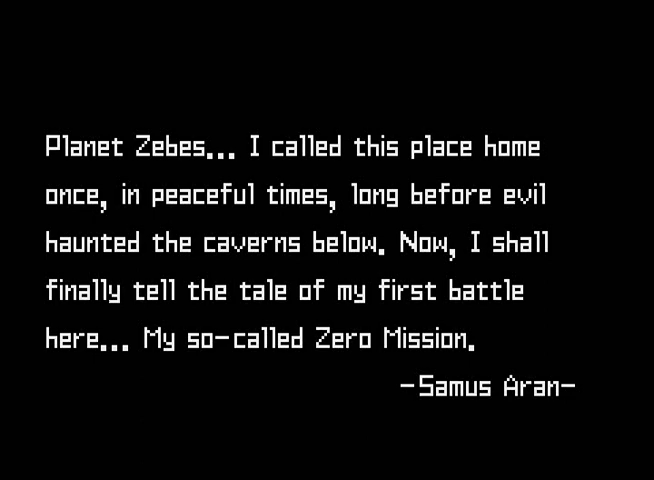 Planet Zebes... I called this place home
once, in peaceful times, long before evil
haunted the caverns below. Now, I shall
finally tell the tale of my first battle
here... My so-called Zero Mission.
-Samus Aran-